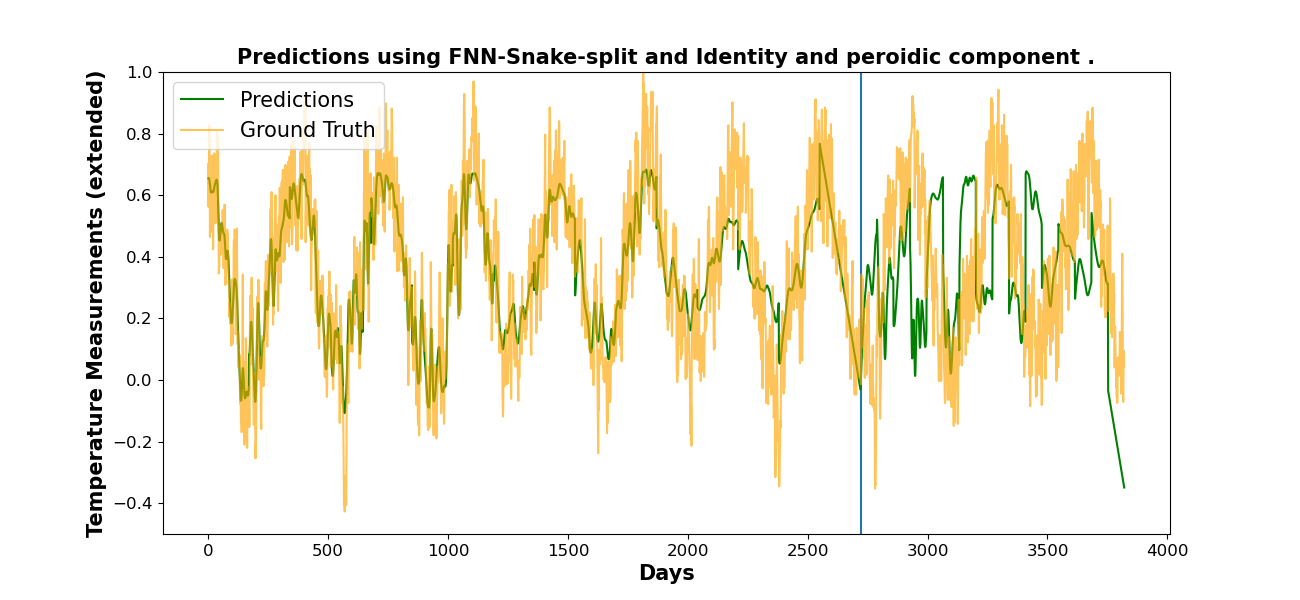 Predictions using FNN-Snake-split and Identity and peroidic component .
Temperature Measurements (extended)
1.0
0.8
0.6
0.4
0.2
0.0
−0.2
−0.4
Predictions
Ground Truth
0 500 1000 1500 2000 2500 3000 3500 4000
Days